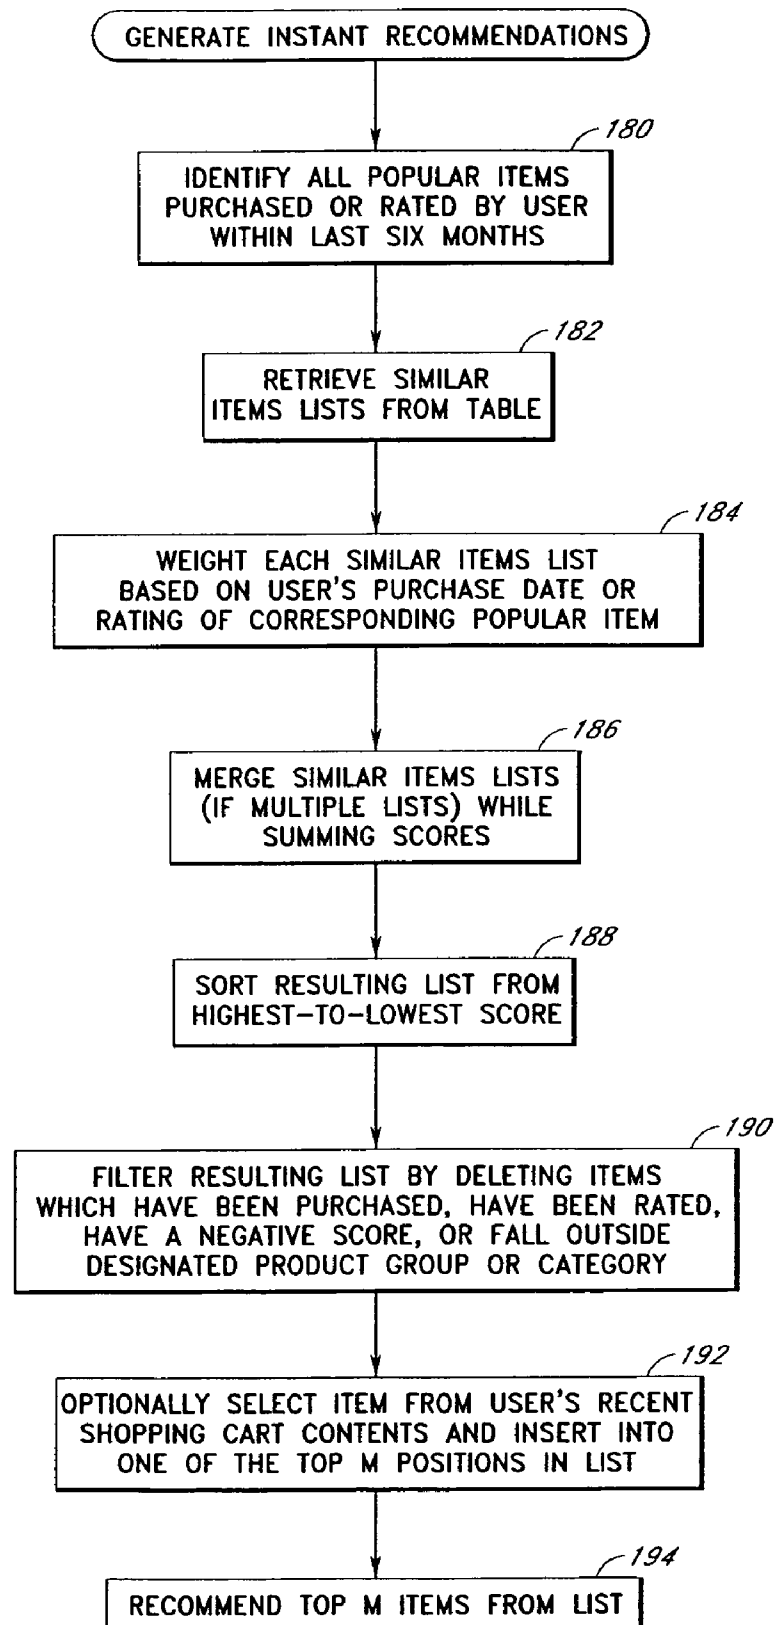 GENERATE INSTANT RECOMMENDATIONS
180
IDENTIFY ALL POPULAR ITEMS
PURCHASED OR RATED BY USER
WITHIN LAST SIX MONTHS
182
RETRIEVE SIMILAR
ITEMS LISTS FROM TABLE
184
WEIGHT EACH SIMILAR ITEMS LIST
BASED ON USER'S PURCHASE DATE OR
RATING OF CORRESPONDING POPULAR ITEM
186
MERGE SIMILAR ITEMS LISTS
(IF MULTIPLE LISTS) WHILE
SUMMING SCORES
188
SORT RESULTING LIST FROM
HIGHEST-TO-LOWEST SCORE
190
FILTER RESULTING LIST BY DELETING ITEMS
WHICH HAVE BEEN PURCHASED, HAVE BEEN RATED,
HAVE A NEGATIVE SCORE, OR FALL OUTSIDE
DESIGNATED PRODUCT GROUP OR CATEGORY
192
OPTIONALLY SELECT ITEM FROM USER'S RECENT
SHOPPING CART CONTENTS AND INSERT INTO
ONE OF THE TOP M POSITIONS IN LIST
194
RECOMMEND TOP M ITEMS FROM LIST